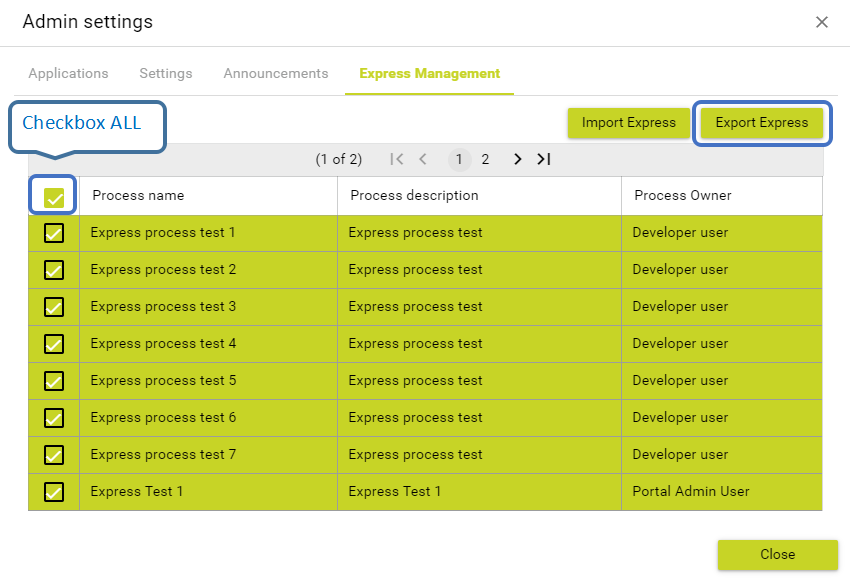 Admin settings
Applications Settings Announcements Express Management
Checkbox ALL
Import Express Export Express
(1 of 2) 1 2
Process name Process description Process Owner
Express process test 1 Express process test Developer user
Express process test 2 Express process test Developer user
Express process test 3 Express process test Developer user
Express process test 4 Express process test Developer user
Express process test 5 Express process test Developer user
Express process test 6 Express process test Developer user
Express process test 7 Express process test Developer user
Express Test 1 Express Test 1 Portal Admin User
Close